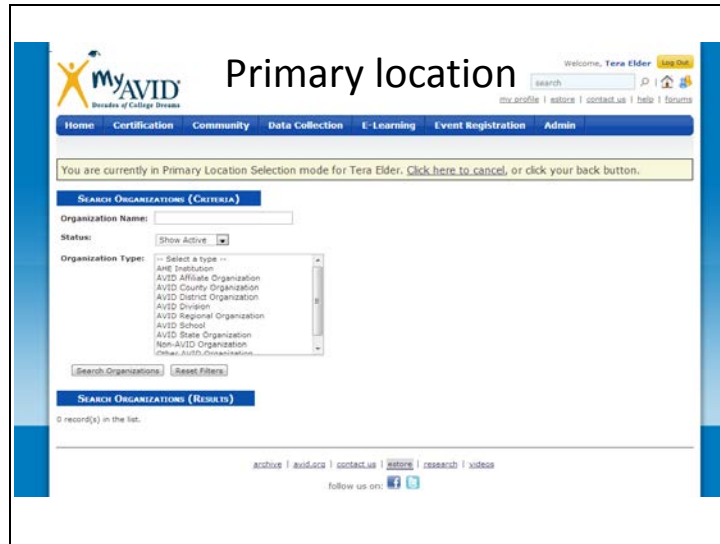 Primary location
MyAVID
Decades of College Dreams
Welcome, Tera Elder Log Out
search
my profile | estore | contact us | help | forums
Home Certification Community Data Collection E-Learning Event Registration Admin
You are currently in Primary Location Selection mode for Tera Elder. Click here to cancel, or click your back button.
SEARCH ORGANIZATIONS (CRITERIA)
Organization Name:
Status: Show Active
Organization Type: -- Select a type --
AHE Institution
AVID Affiliate Organization
AVID County Organization
AVID District Organization
AVID Division
AVID Regional Organization
AVID School
AVID State Organization
Non-AVID Organization
Other AVID Organization
Search Organizations Reset Filters
SEARCH ORGANIZATIONS (RESULTS)
0 record(s) in the list.
archive | avid.org | contact us | estore | research | videos
follow us on: